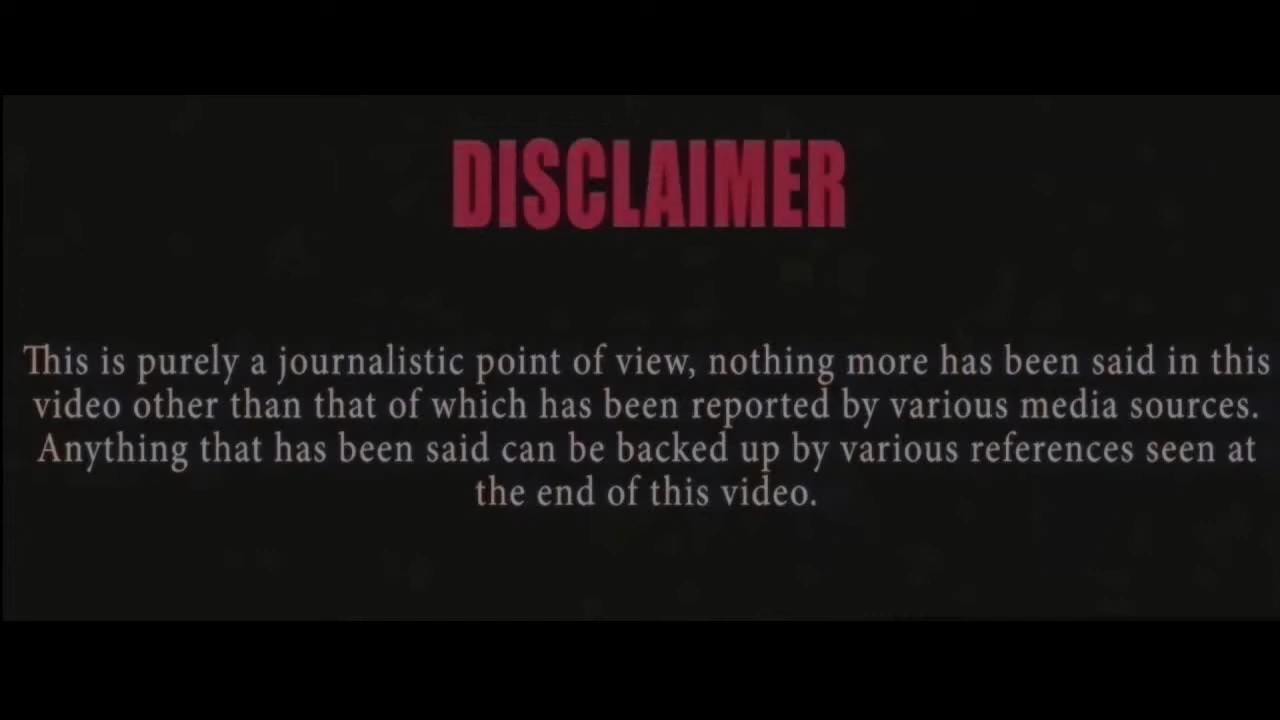 DISCLAIMER
This is purely a journalistic point of view, nothing more has been said in this
video other than that of which has been reported by various media sources.
Anything that has been said can be backed up by various references seen at
the end of this video.